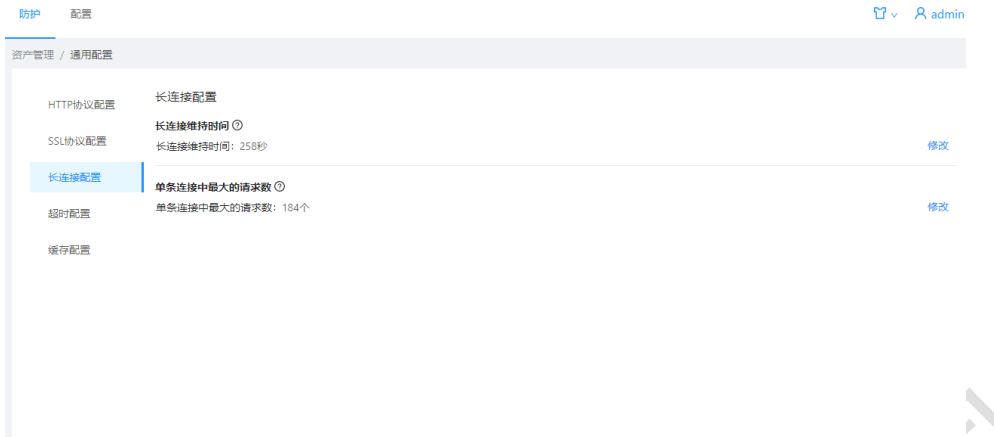 防护 配置 admin
资产管理 / 通用配置
HTTP协议配置
SSL协议配置
长连接配置
超时配置
缓存配置
长连接配置
长连接维持时间
长连接维持时间：258秒 修改
单条连接中最大的请求数
单条连接中最大的请求数：184个 修改